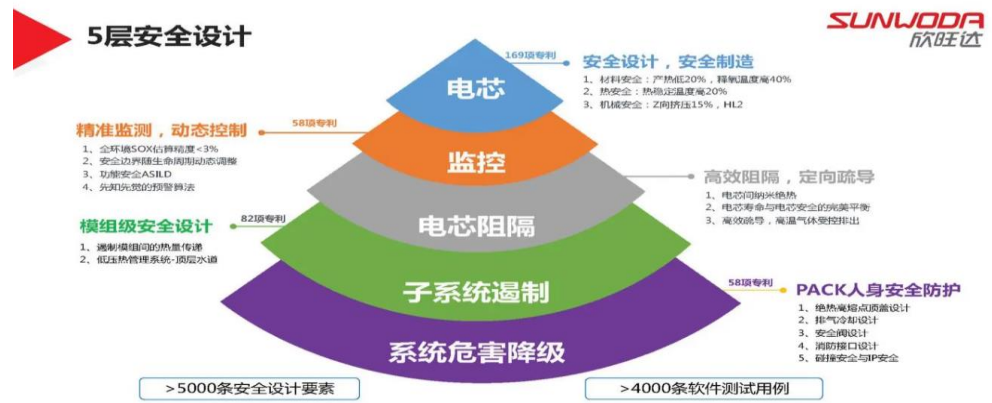 5层安全设计
SUNWODA
欣旺达
169项专利
电芯
安全设计，安全制造
1、材料安全：产热低20%，释氧温度高40%
2、热安全：热稳定温度高20%
3、机械安全：Z向挤压15%，HL2
58项专利
精准监测，动态控制
1、全环境SOX估算精度<3%
2、安全边界随生命周期动态调整
3、功能安全ASILD
4、先知先觉的预警算法
监控
高效阻隔，定向疏导
1、电芯间纳米绝热
2、电芯寿命与电芯安全的完美平衡
3、高效疏导，高温气体受控排出
电芯阻隔
82项专利
模组级安全设计
1、遏制模组间的热量传递
2、低压热管理系统-顶层水道
子系统遏制
58项专利
PACK人身安全防护
1、绝热高熔点顶盖设计
2、排气冷却设计
3、安全阀设计
4、消防接口设计
5、碰撞安全与IP安全
系统危害降级
>5000条安全设计要素
>4000条软件测试用例